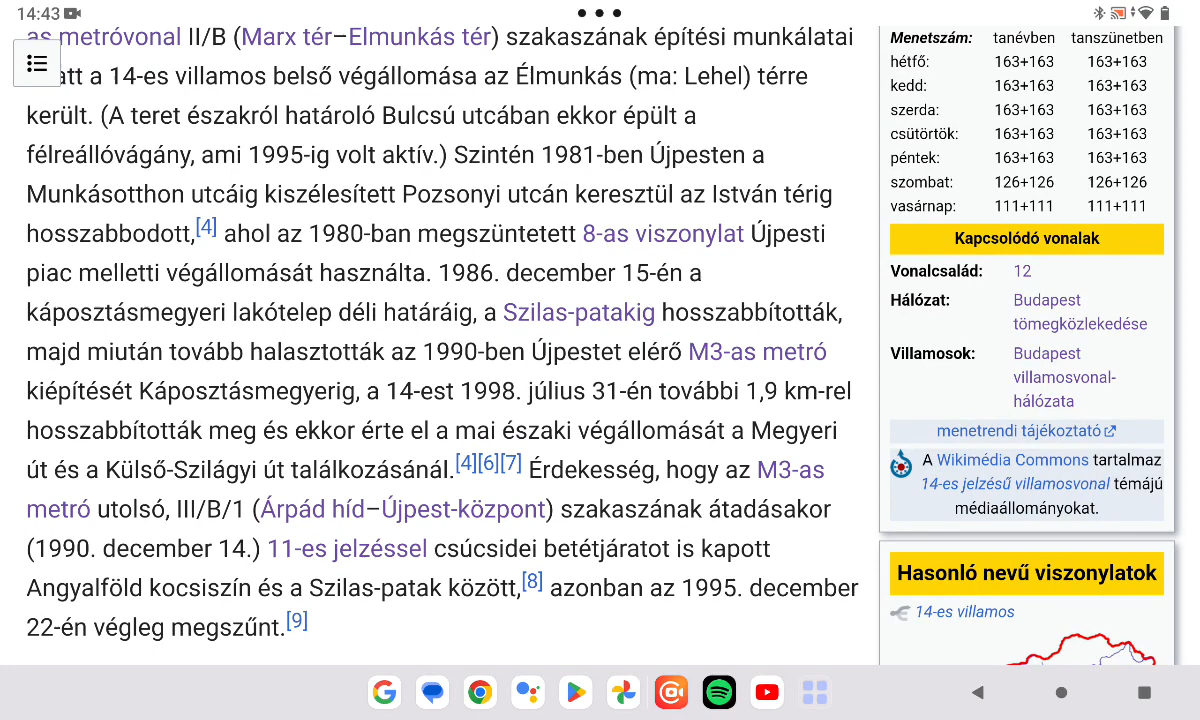 14:43
as metróvonal II/B (Marx tér–Elmunkás tér) szakaszának építési munkálatai
att a 14-es villamos belső végállomása az Élmunkás (ma: Lehel) térre
került. (A teret északról határoló Bulcsú utcában ekkor épült a
félreállóvágány, ami 1995-ig volt aktív.) Szintén 1981-ben Újpesten a
Munkásotthon utcáig kiszélesített Pozsonyi utcán keresztül az István térig
hosszabbodott,[4] ahol az 1980-ban megszüntetett 8-as viszonylat Újpesti
piac melletti végállomását használta. 1986. december 15-én a
káposztásmegyeri lakótelep déli határáig, a Szilas-patakig hosszabbították,
majd miután tovább halasztották az 1990-ben Újpestet elérő M3-as metró
kiépítését Káposztásmegyerig, a 14-est 1998. július 31-én további 1,9 km-rel
hosszabbították meg és ekkor érte el a mai északi végállomását a Megyeri
út és a Külső-Szilágyi út találkozásánál.[4][6][7] Érdekesség, hogy az M3-as
metró utolsó, III/B/1 (Árpád híd–Újpest-központ) szakaszának átadásakor
(1990. december 14.) 11-es jelzéssel csúcsidei betétjáratot is kapott
Angyalföld kocsiszín és a Szilas-patak között,[8] azonban az 1995. december
22-én végleg megszűnt.[9]
Menetszám: tanévben tanszünetben
hétfő: 163+163 163+163
kedd: 163+163 163+163
szerda: 163+163 163+163
csütörtök: 163+163 163+163
péntek: 163+163 163+163
szombat: 126+126 126+126
vasárnap: 111+111 111+111
Kapcsolódó vonalak
Vonalcsalád: 12
Hálózat: Budapest
tömegközlekedése
Villamosok: Budapest
villamosvonal-
hálózata
menetrendi tájékoztató
A Wikimédia Commons tartalmaz
14-es jelzésű villamosvonal témájú
médiaállományokat.
Hasonló nevű viszonylatok
14-es villamos